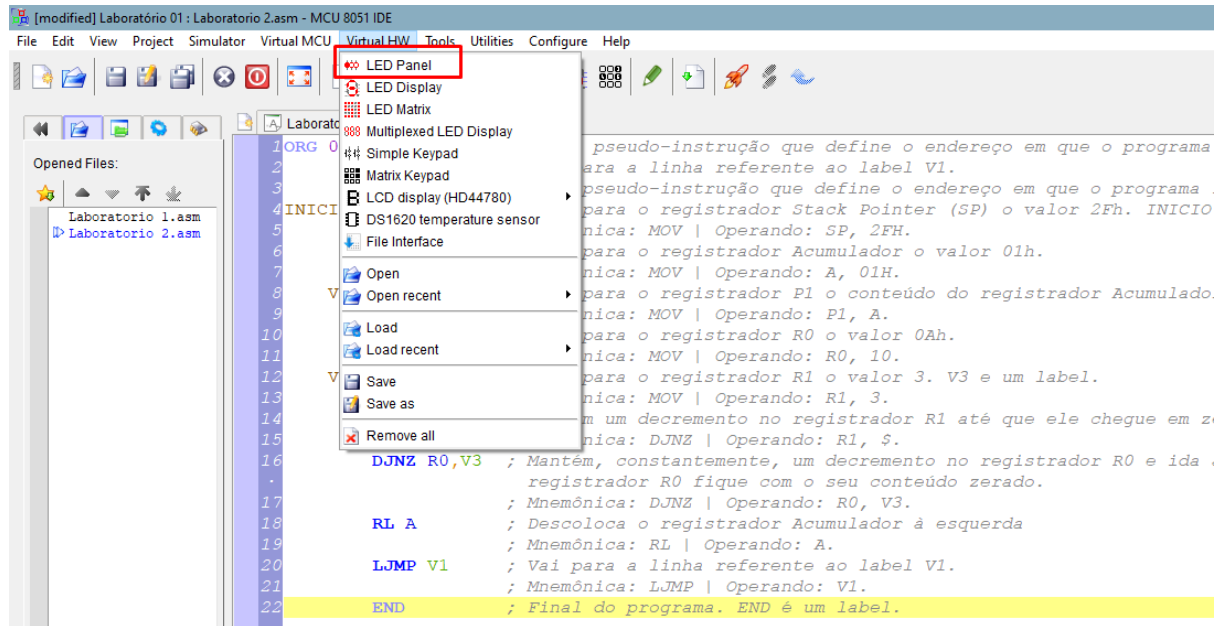 [modified] Laboratório 01 : Laboratorio 2.asm - MCU 8051 IDE
File Edit View Project Simulator Virtual MCU Virtual HW Tools Utilities Configure Help
LED Panel
LED Display
LED Matrix
888 Multiplexed LED Display
Simple Keypad
Matrix Keypad
LCD display (HD44780)
DS1620 temperature sensor
File Interface
Open
Open recent
Load
Load recent
Save
Save as
Remove all
Opened Files:
Laboratorio 1.asm
Laboratorio 2.asm
Laborato
1 ORG 0 pseudo-instrução que define o endereço em que o programa
2 ara a linha referente ao label V1.
3 pseudo-instrução que define o endereço em que o programa
4 INICI para o registrador Stack Pointer (SP) o valor 2Fh. INICIO
5 nica: MOV | Operando: SP, 2FH.
6 para o registrador Acumulador o valor 01h.
7 nica: MOV | Operando: A, 01H.
8 V para o registrador P1 o conteúdo do registrador Acumulado
9 nica: MOV | Operando: P1, A.
10 para o registrador R0 o valor 0Ah.
11 nica: MOV | Operando: R0, 10.
12 V para o registrador R1 o valor 3. V3 e um label.
13 nica: MOV | Operando: R1, 3.
14 m um decremento no registrador R1 até que ele chegue em z
15 nica: DJNZ | Operando: R1, $.
16 DJNZ R0,V3 ; Mantém, constantemente, um decremento no registrador R0 e ida
registrador R0 fique com o seu conteúdo zerado.
17 ; Mnemônica: DJNZ | Operando: R0, V3.
18 RL A ; Descoloca o registrador Acumulador à esquerda
19 ; Mnemônica: RL | Operando: A.
20 LJMP V1 ; Vai para a linha referente ao label V1.
21 ; Mnemônica: LJMP | Operando: V1.
22 END ; Final do programa. END é um label.